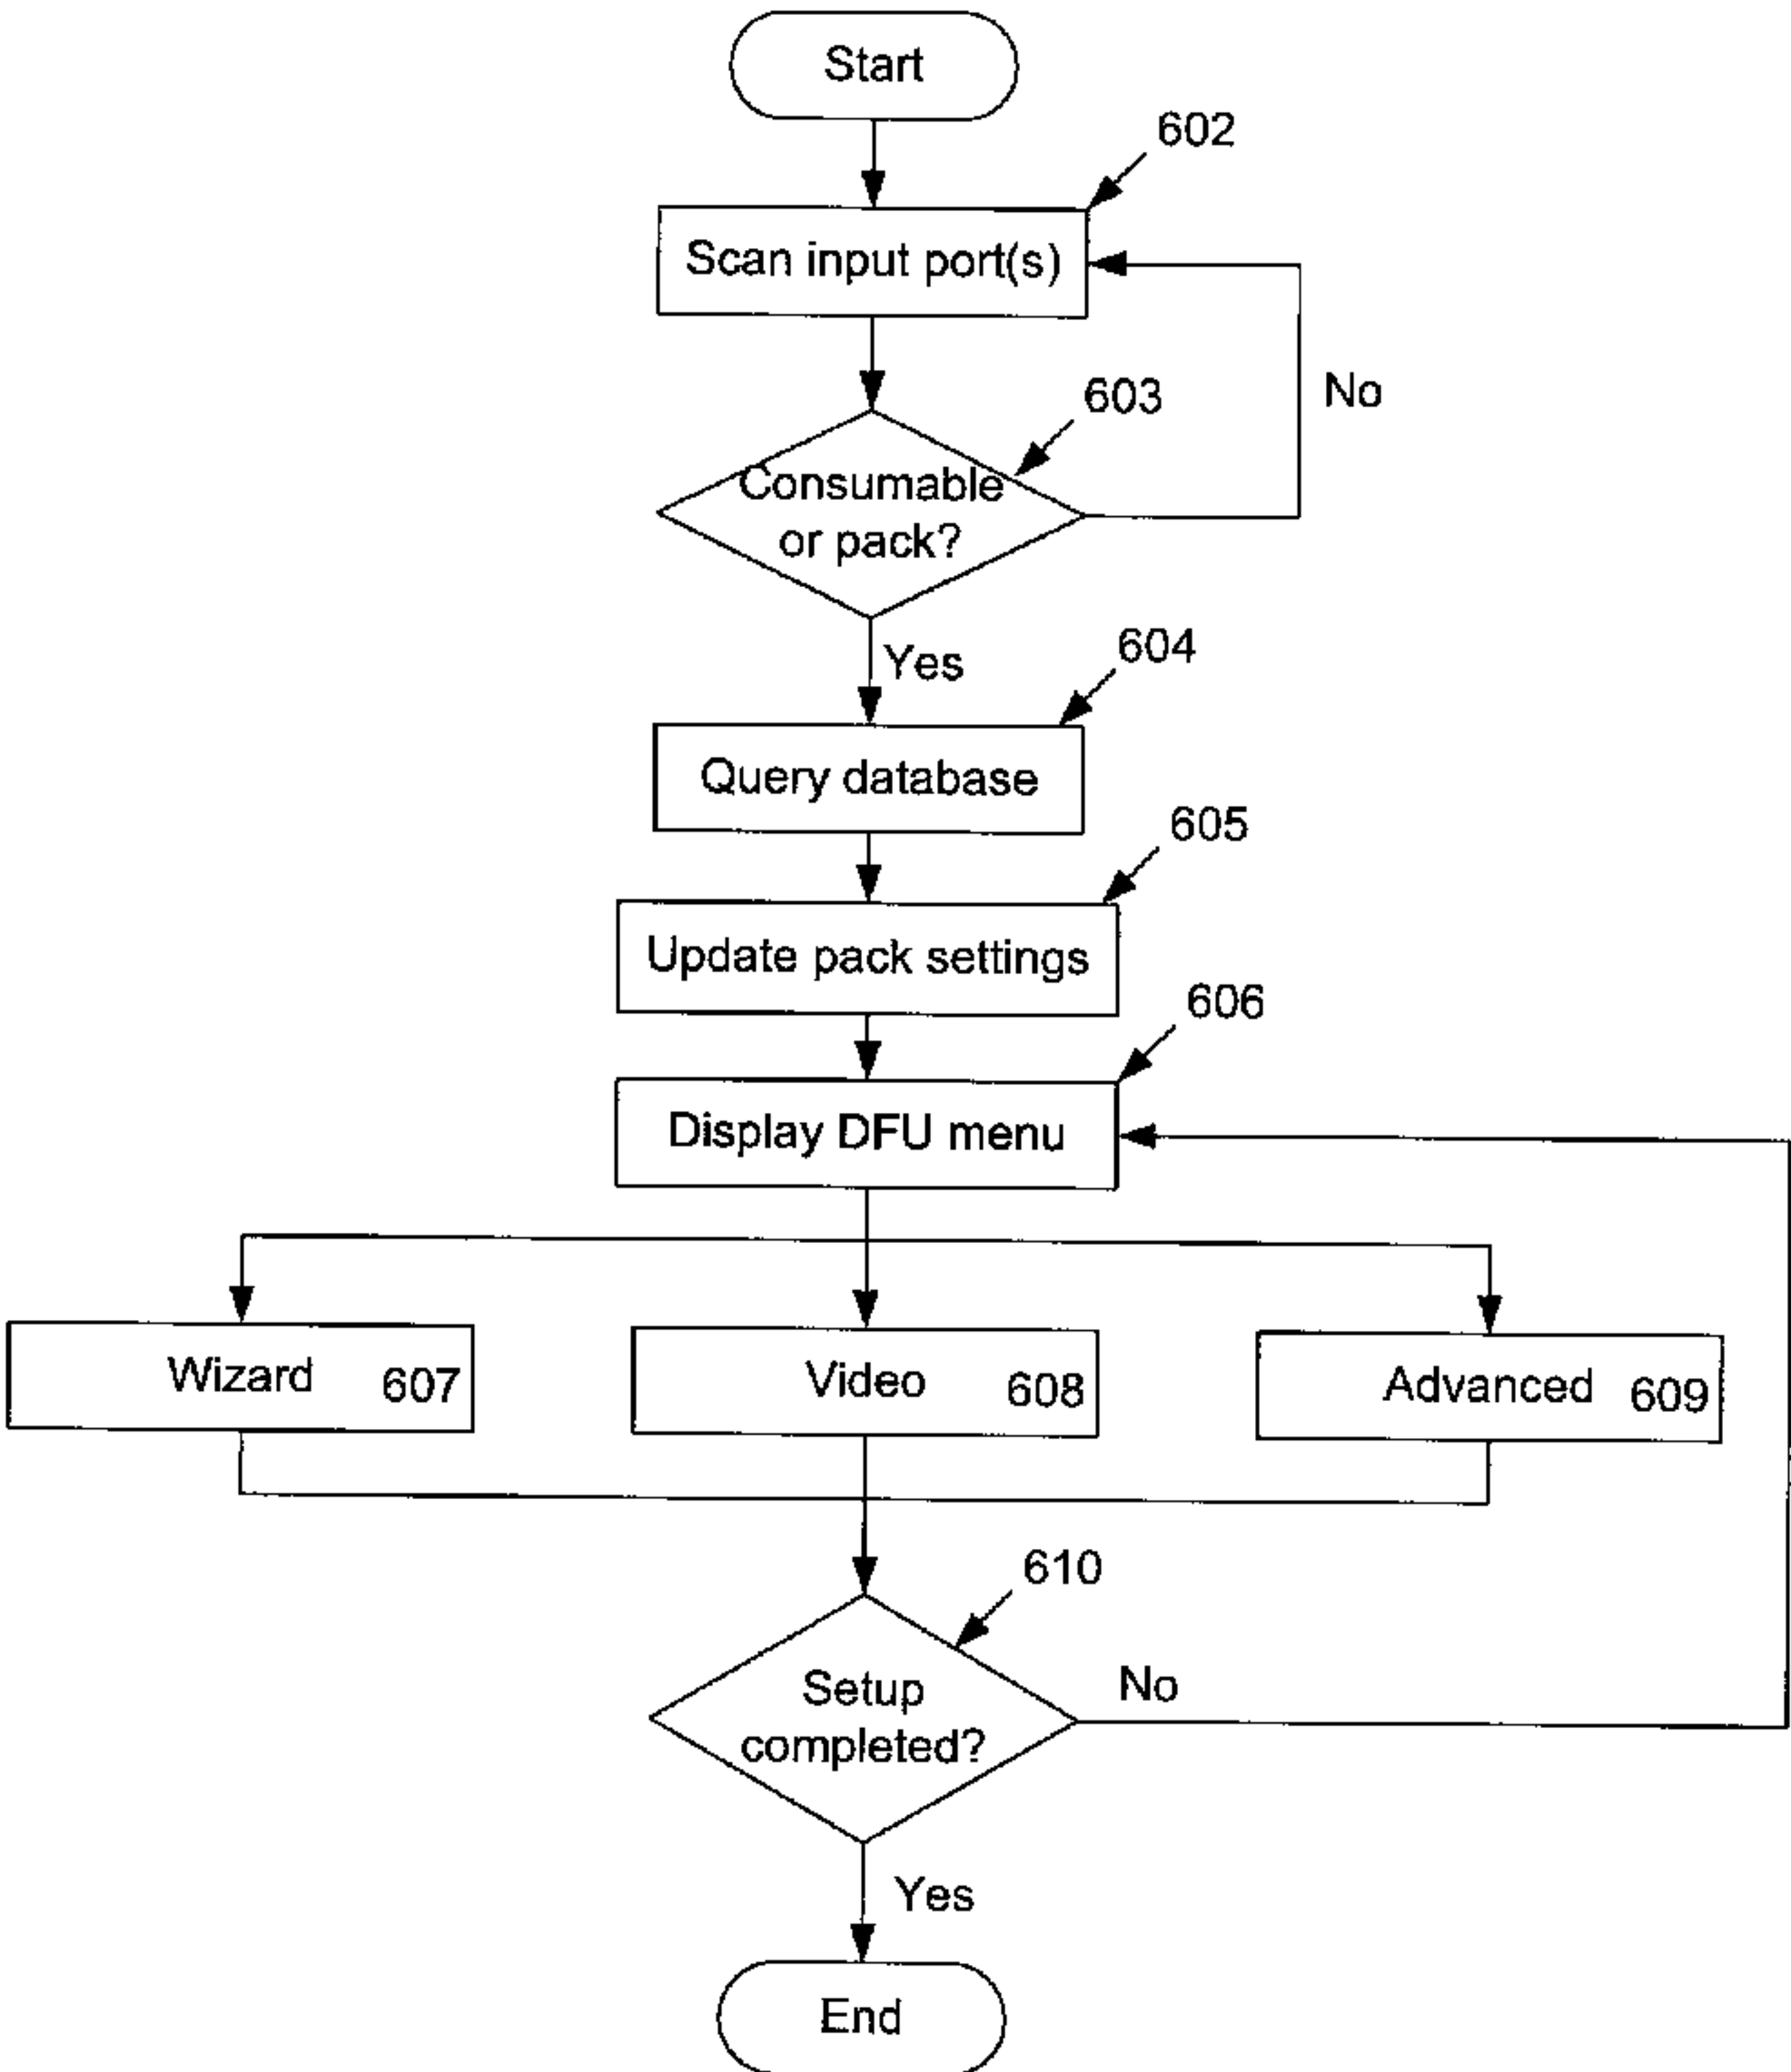 Start
602
Scan input port(s)
No
603
Consumable
or pack?
Yes
604
Query database
605
Update pack settings
606
Display DFU menu
Wizard 607
Video 608
Advanced 609
610
Setup
completed?
No
Yes
End